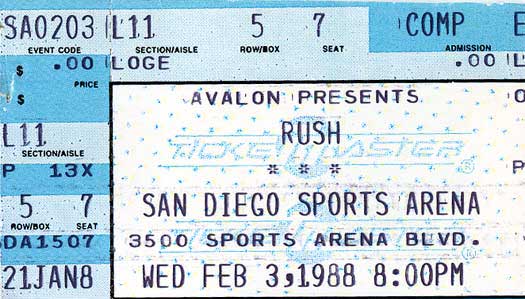 SA0203 L11 5 7 COMP E
EVENT CODE SECTION/AISLE ROW/BOX SEAT ADMISSION
$ .00 LOGE .00
PRICE
$
AVALON PRESENTS
RUSH
TICKETMASTER ®
* * *
L11
SECTION/AISLE
P 13X
SAN DIEGO SPORTS ARENA
5 7
ROW/BOX SEAT
3500 SPORTS ARENA BLVD.
DA1507
21JAN8 WED FEB 3,1988 8:00PM